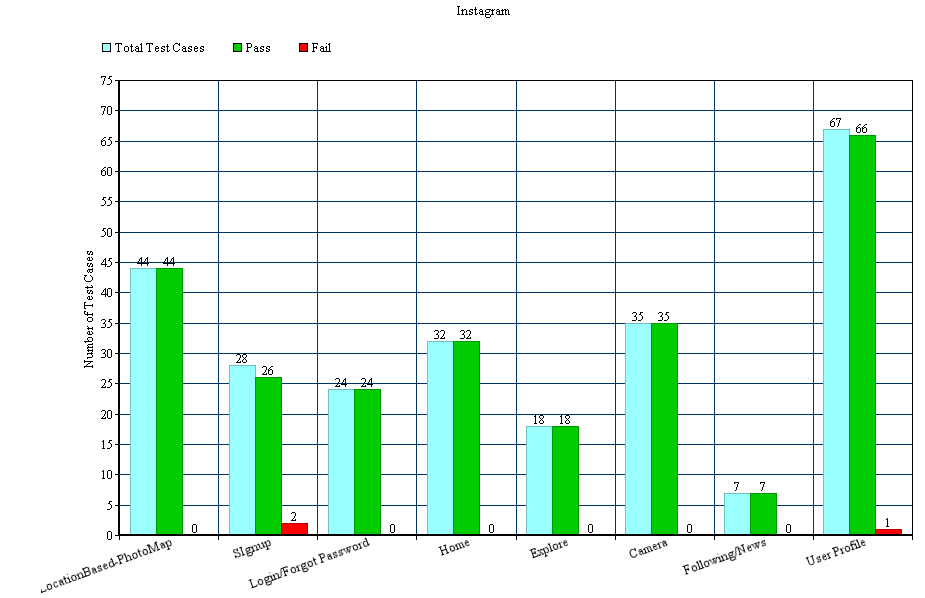 Instagram
Total Test Cases Pass Fail
Number of Test Cases
75
70
65
60
55
50
45
40
35
30
25
20
15
10
5
0
44 44 0
28 26 2
24 24 0
32 32 0
18 18 0
35 35 0
7 7 0
67 66 1
LocationBased-PhotoMap
SIgnup
Login/Forgot Password
Home
Explore
Camera
Following/News
User Profile